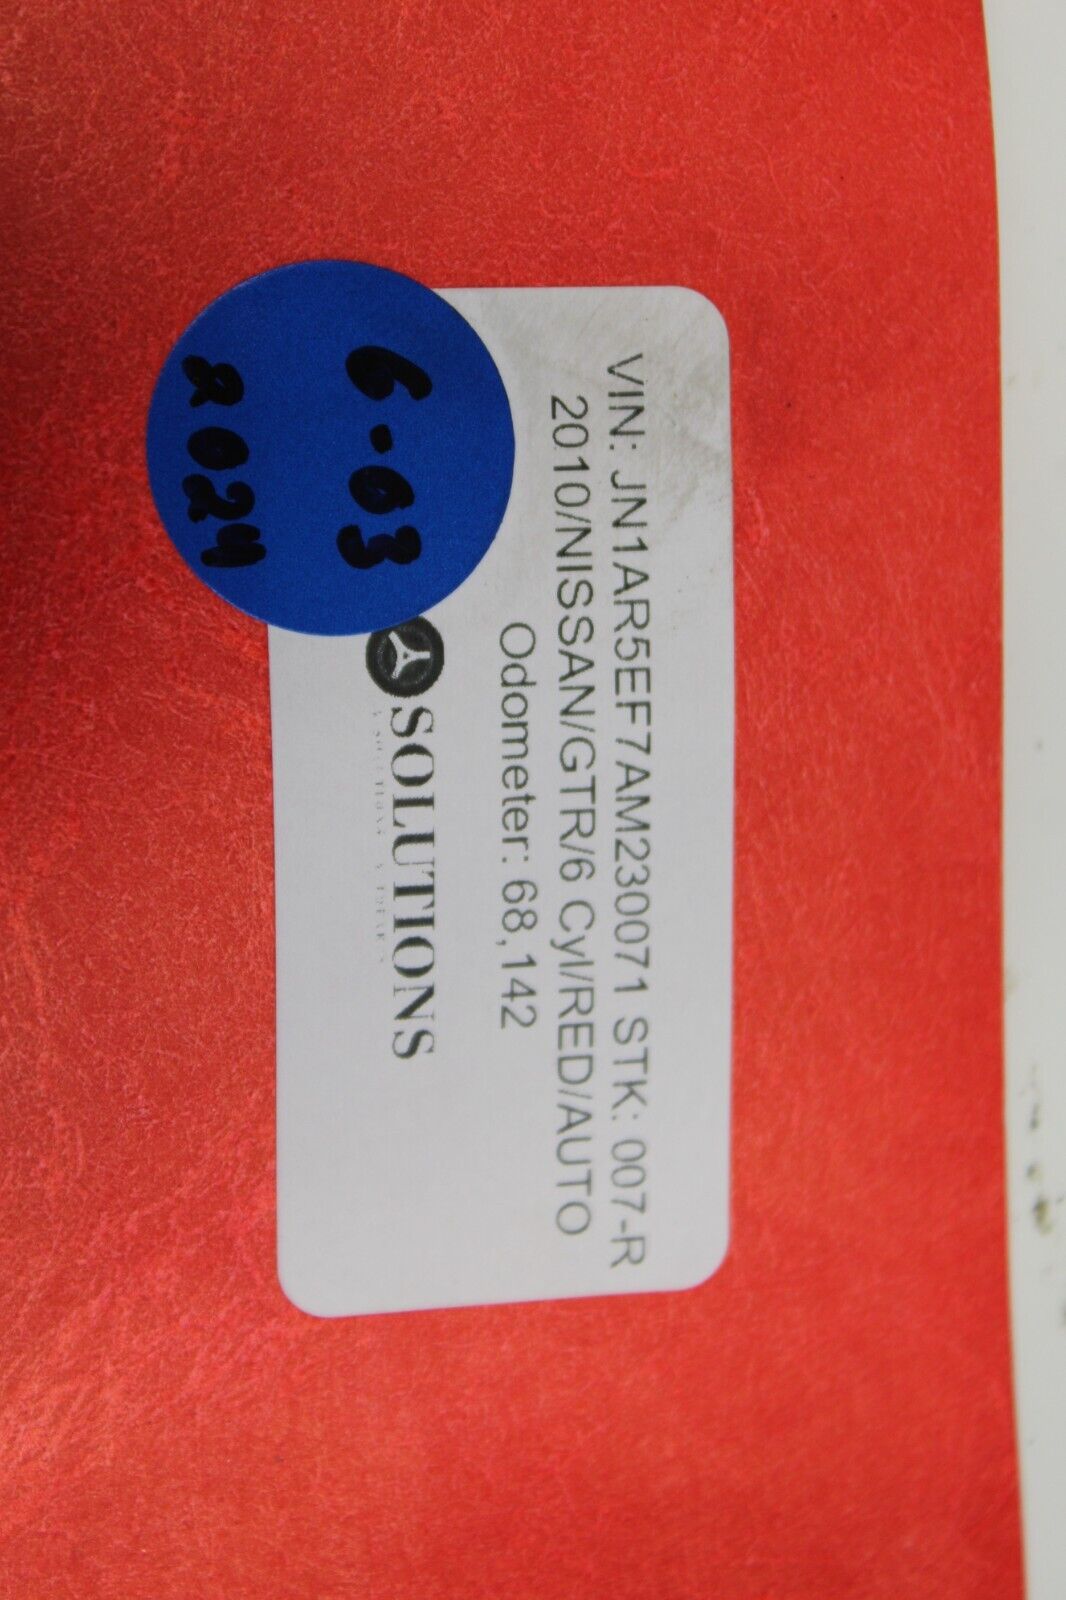 VIN: JN1AR5EF7AM230071 STK: 007-R
2010/NISSAN/GTR/6 Cyl/RED/AUTO
Odometer: 68,142
SOLUTIONS
6-03
2024